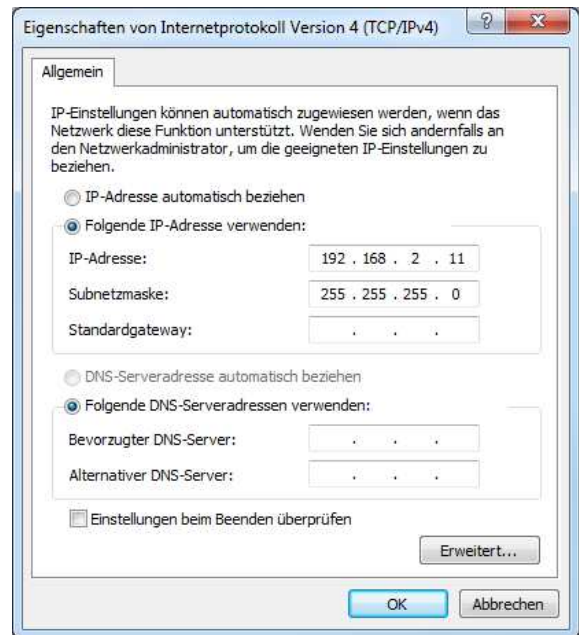 Eigenschaften von Internetprotokoll Version 4 (TCP/IPv4)
?
Allgemein
IP-Einstellungen können automatisch zugewiesen werden, wenn das
Netzwerk diese Funktion unterstützt. Wenden Sie sich andernfalls an
den Netzwerkadministrator, um die geeigneten IP-Einstellungen zu
beziehen.
IP-Adresse automatisch beziehen
Folgende IP-Adresse verwenden:
IP-Adresse: 192 . 168 . 2 . 11
Subnetzmaske: 255 . 255 . 255 . 0
Standardgateway: . . .
DNS-Serveradresse automatisch beziehen
Folgende DNS-Serveradressen verwenden:
Bevorzugter DNS-Server: . . .
Alternativer DNS-Server: . . .
Einstellungen beim Beenden überprüfen
Erweitert...
OK Abbrechen